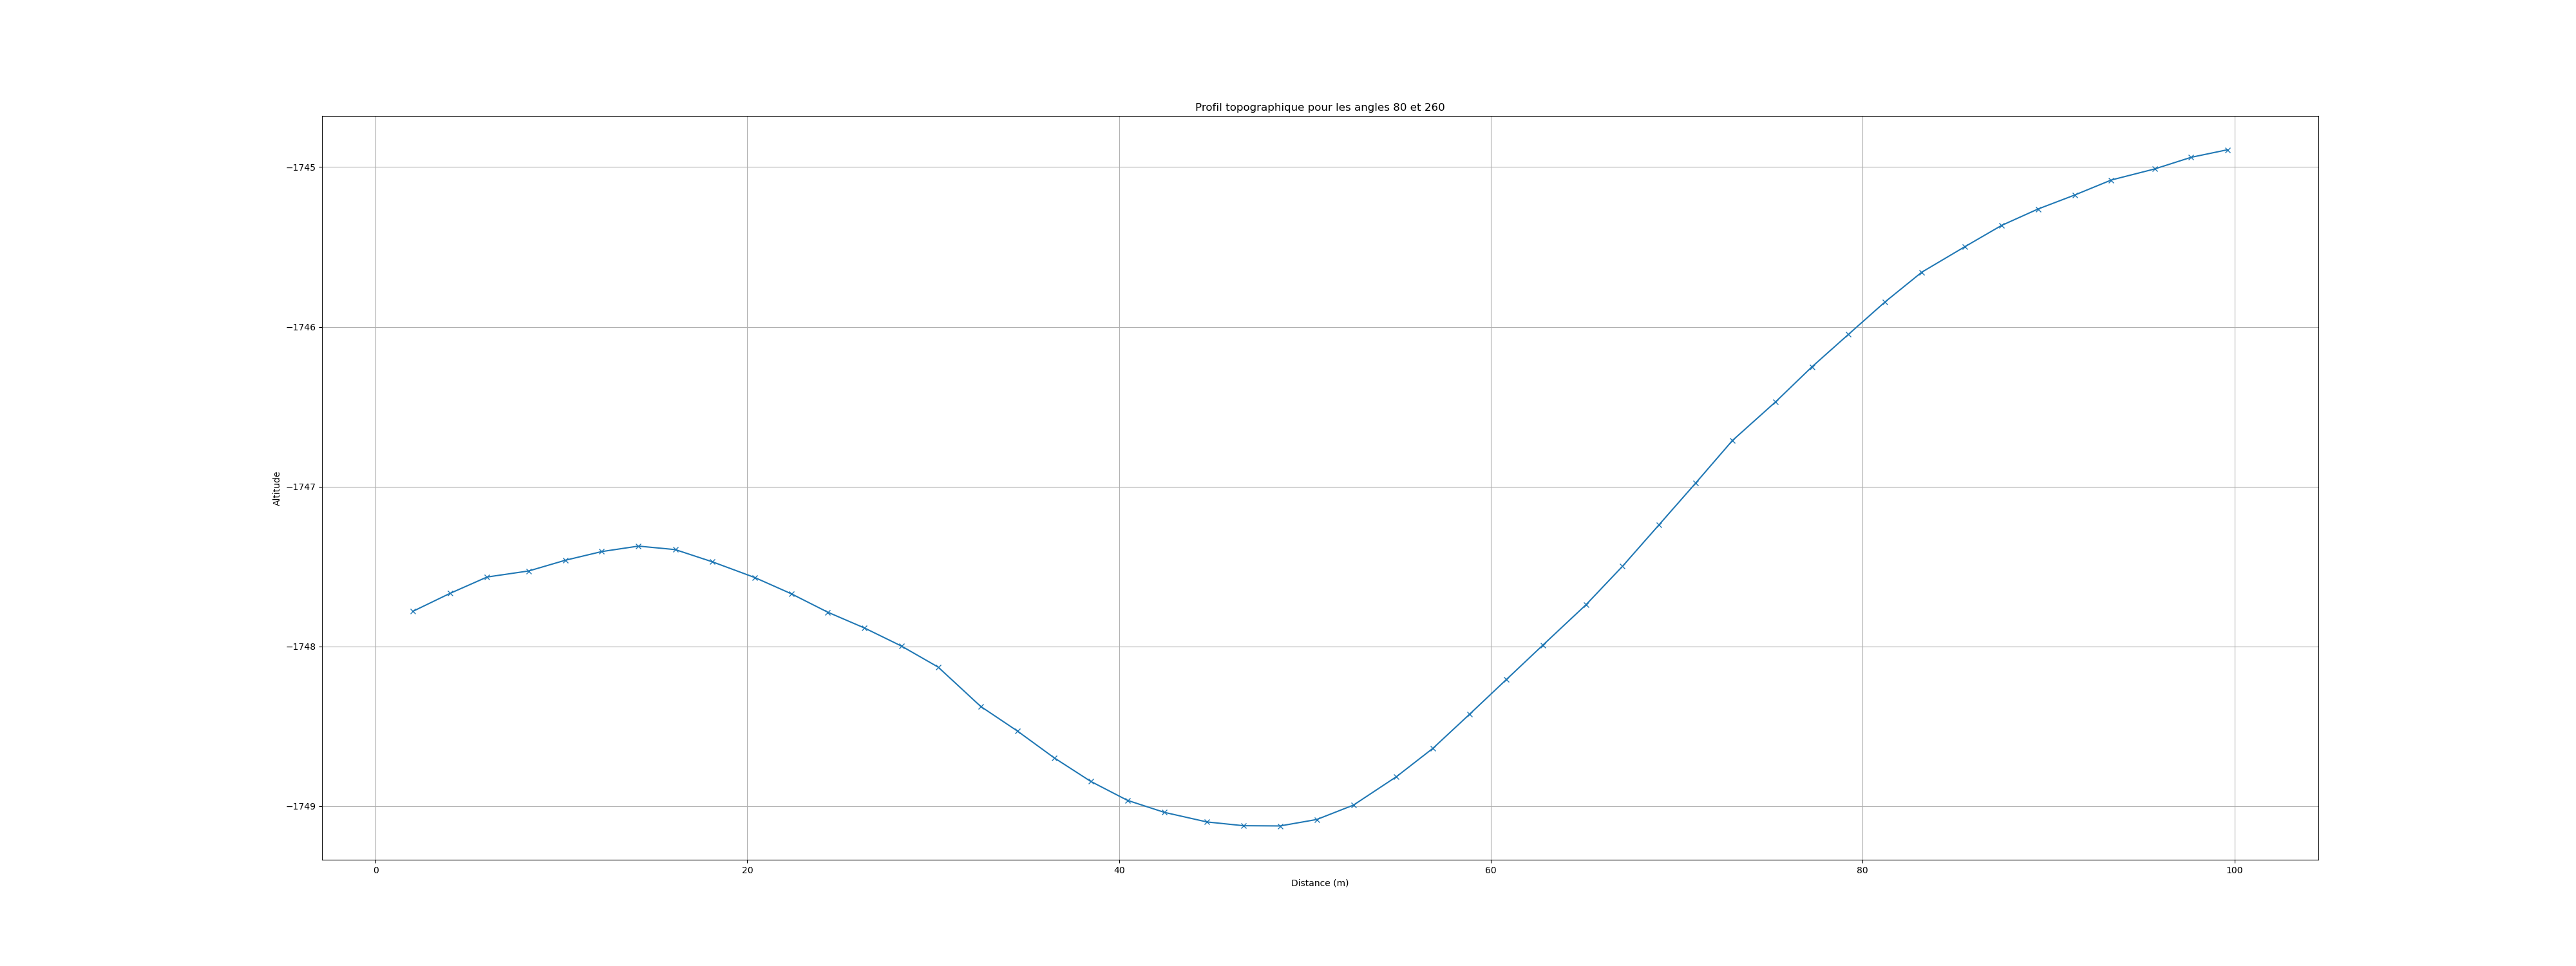 Profil topographique pour les angles 80 et 260
−1745
−1746
−1747
Altitude
−1748
−1749
0 20 40 60 80 100
Distance (m)